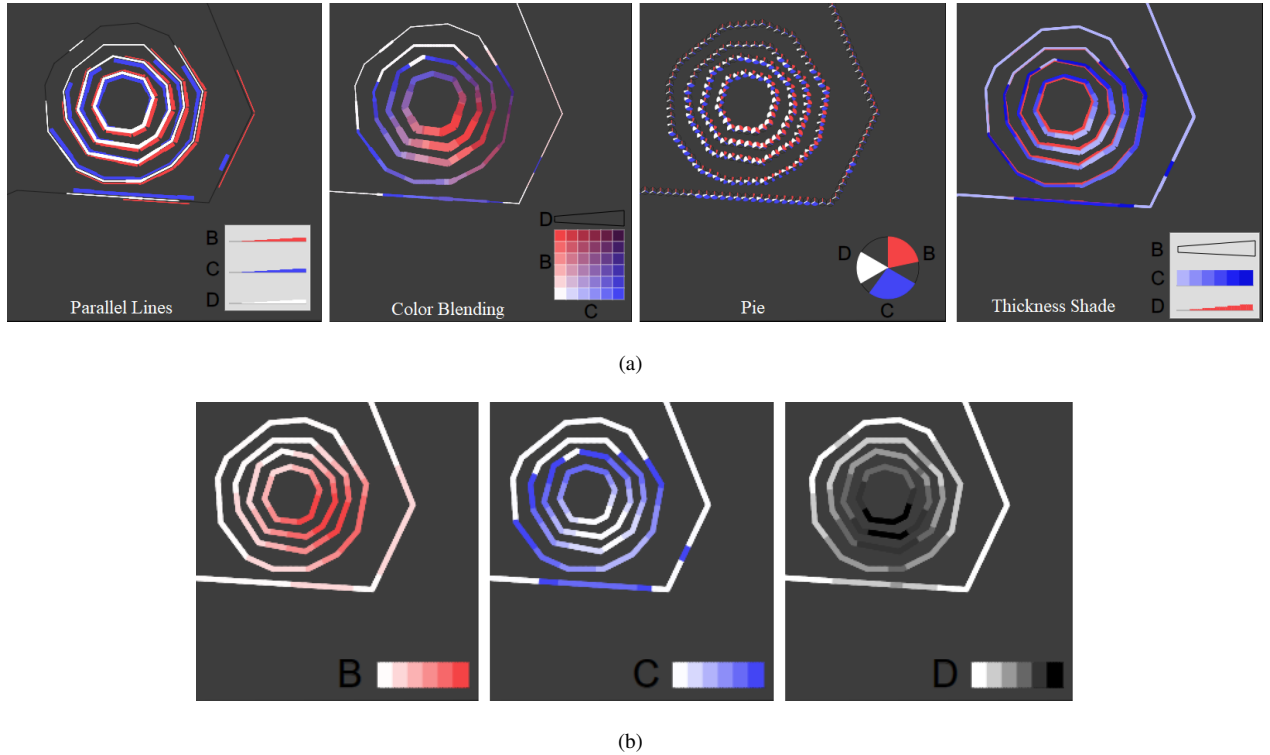 B
C
D
Parallel Lines
D
B
C
Color Blending
D
B
C
Pie
B
C
D
Thickness Shade
(a)
B
C
D
(b)